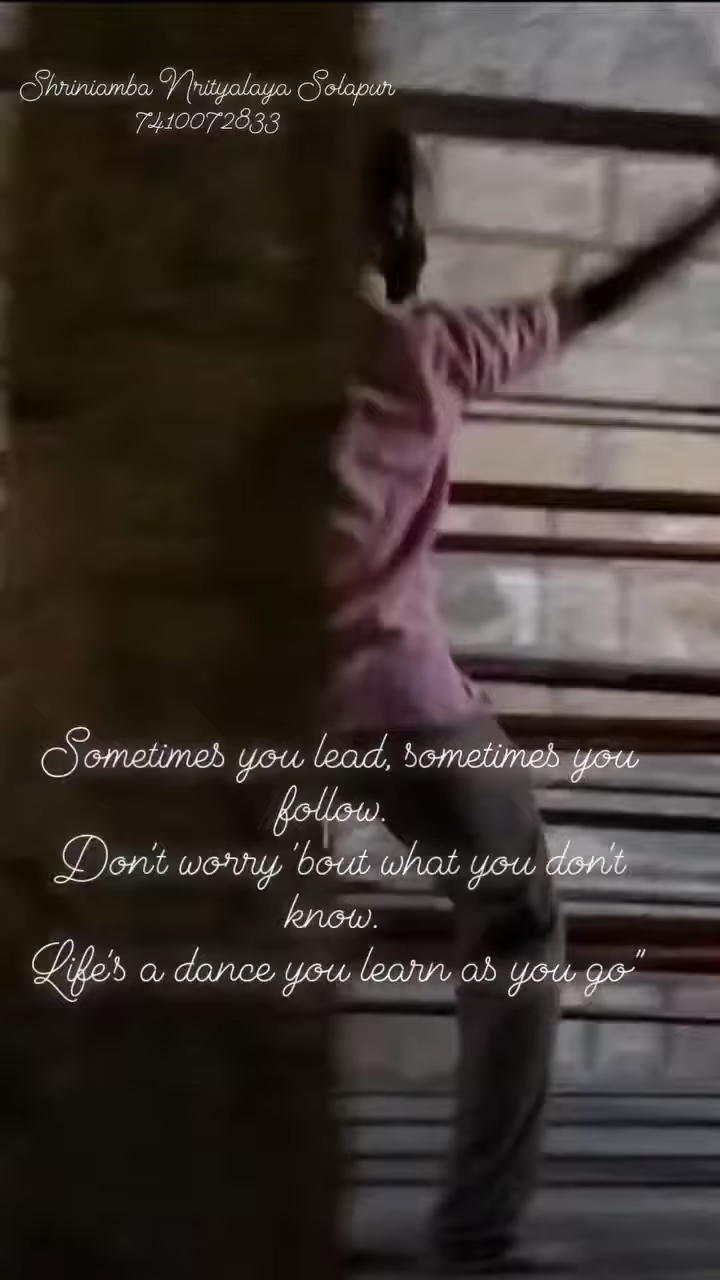 Shriniamba Nrityalaya Solapur
7410072833
Sometimes you lead, sometimes you
follow.
Don't worry 'bout what you don't
know.
Life's a dance you learn as you go”